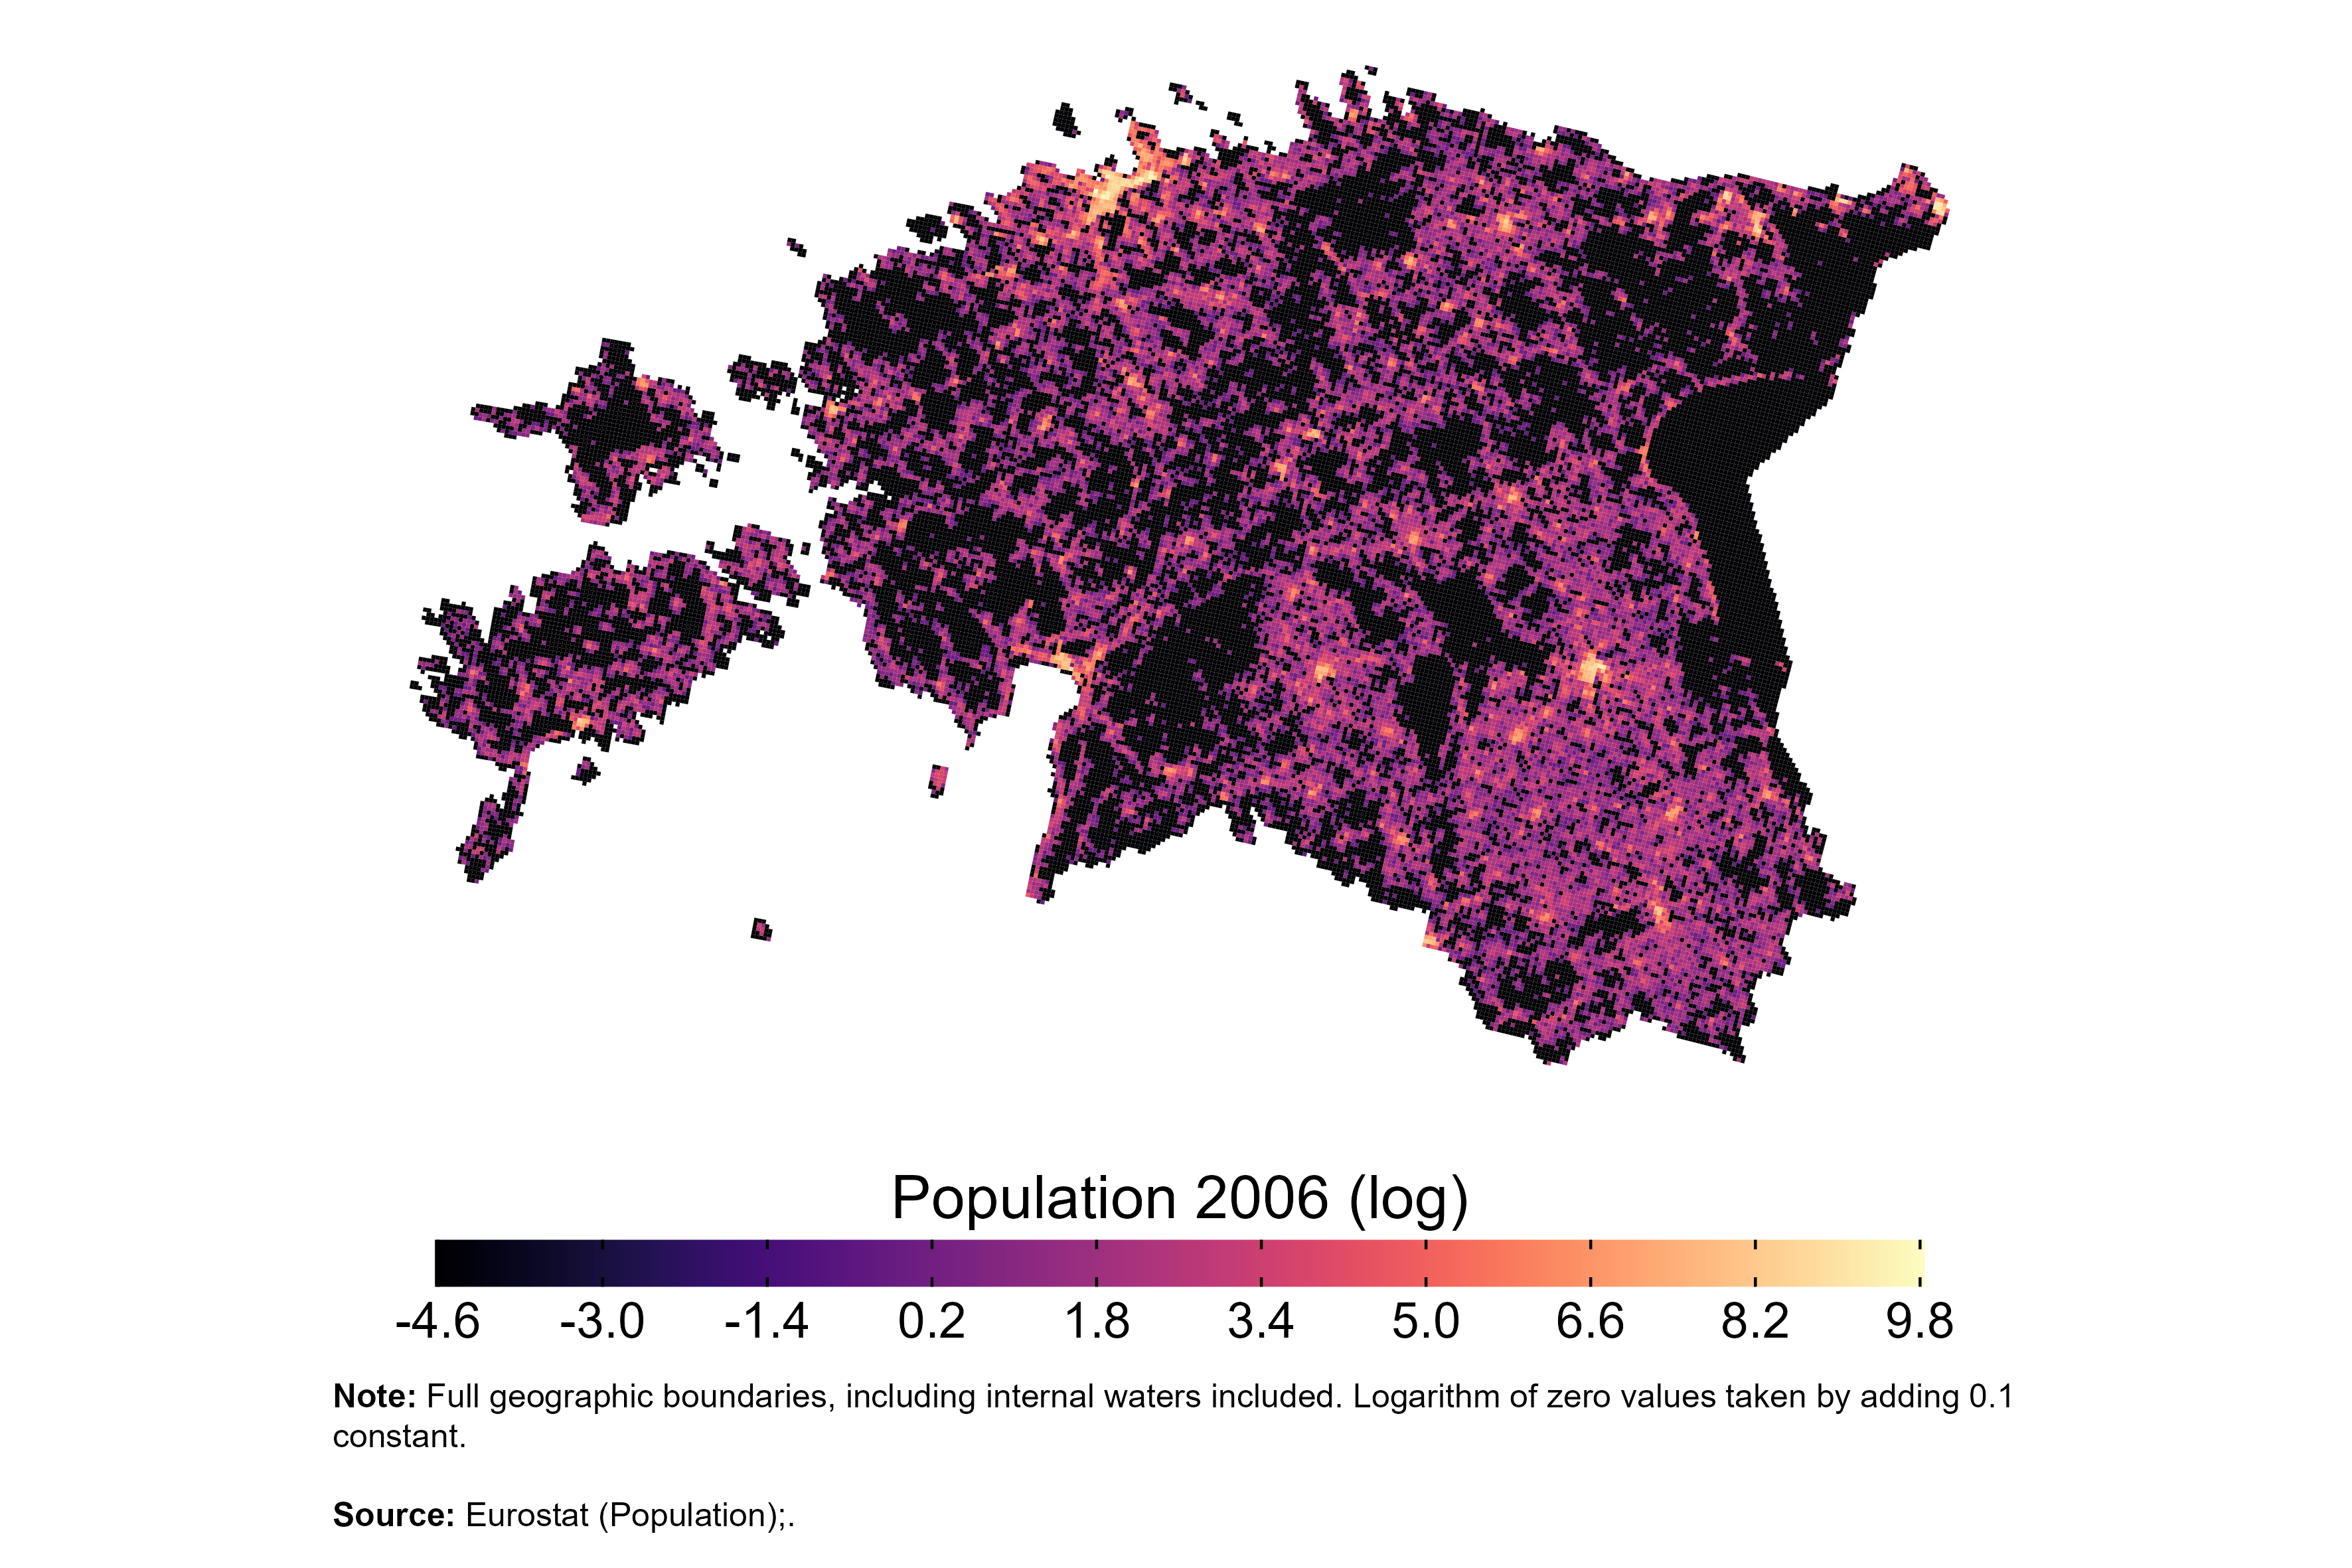 Population 2006 (log)
-4.6 -3.0 -1.4 0.2 1.8 3.4 5.0 6.6 8.2 9.8
Note: Full geographic boundaries, including internal waters included. Logarithm of zero values taken by adding 0.1
constant.
Source: Eurostat (Population);.